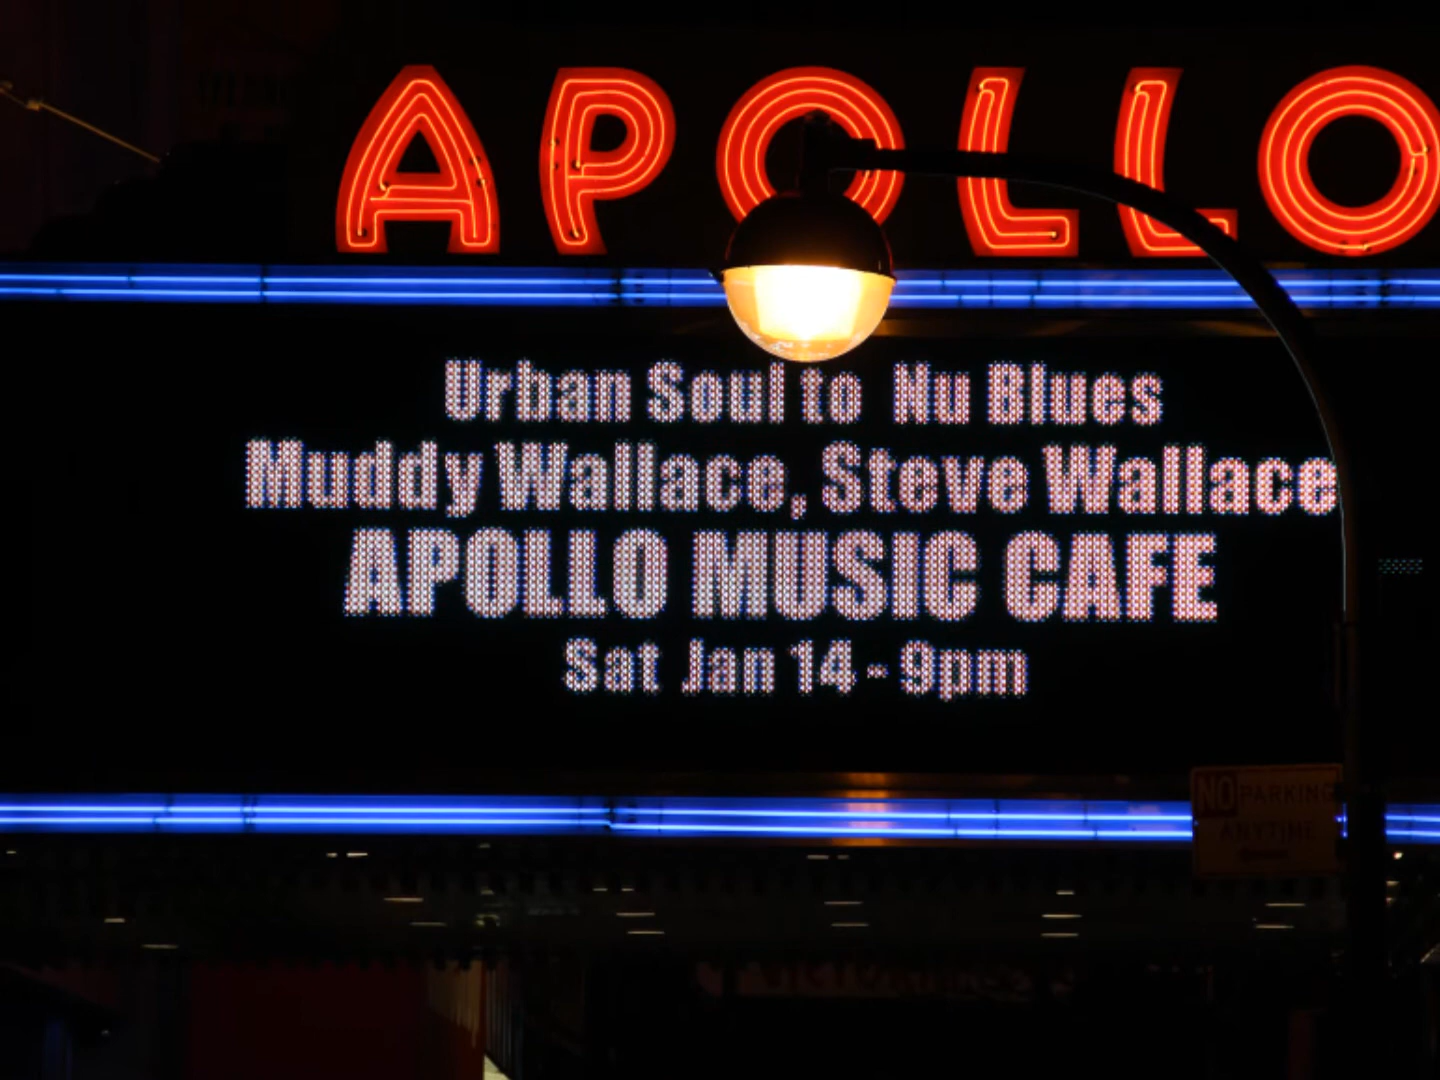 APOLLO
Urban Soul to Nu Blues
Muddy Wallace, Steve Wallace
APOLLO MUSIC CAFE
Sat Jan 14 - 9pm
NO PARKING
ANYTIME